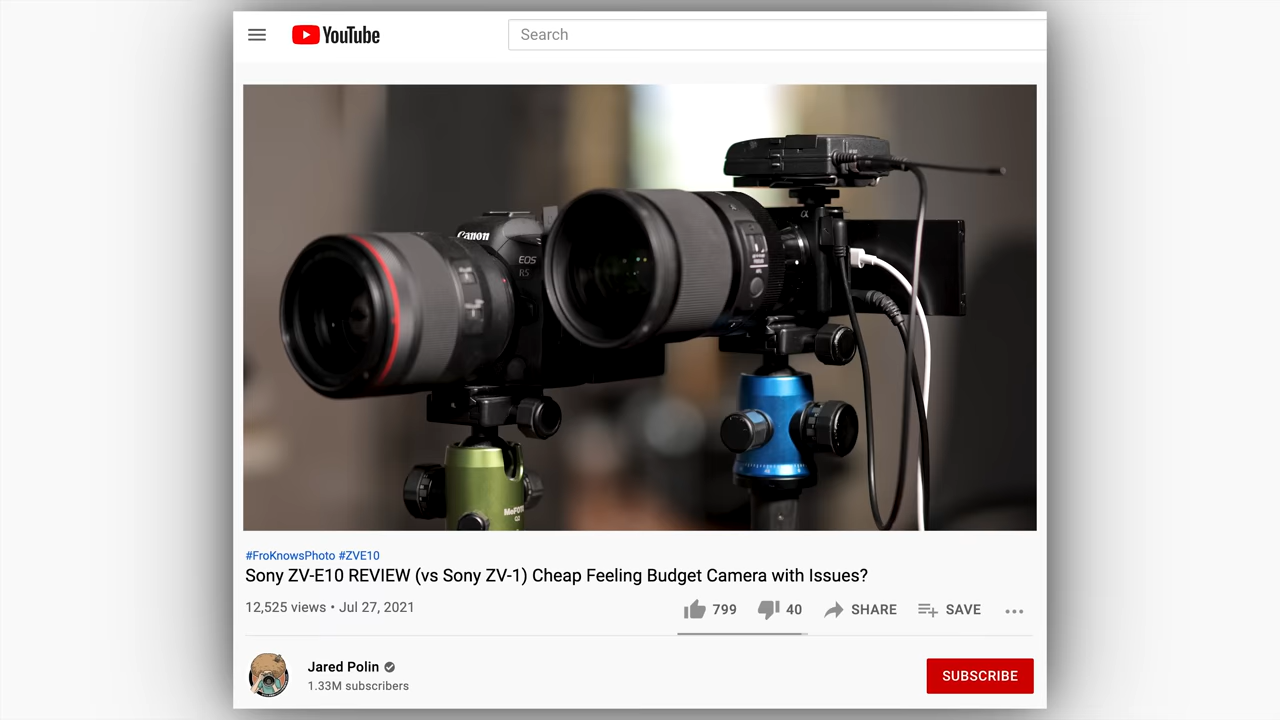 YouTube
Search
Canon
EOS
R5
α
MeFOTO
#FroKnowsPhoto #ZVE10
Sony ZV-E10 REVIEW (vs Sony ZV-1) Cheap Feeling Budget Camera with Issues?
12,525 views • Jul 27, 2021
799
40
SHARE
SAVE
Jared Polin
1.33M subscribers
SUBSCRIBE